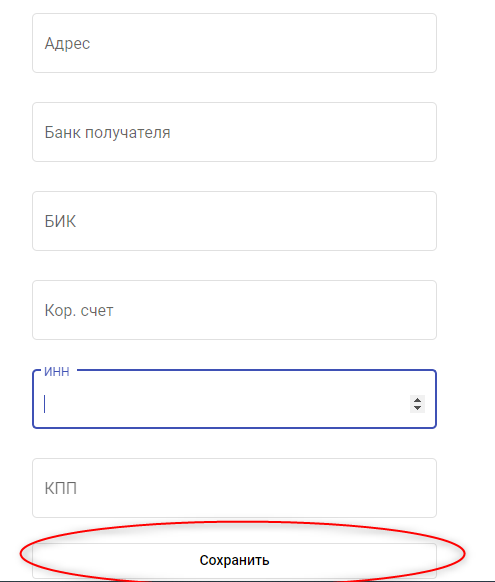 Адрес
Банк получателя
БИК
Кор. счет
ИНН
КПП
Сохранить